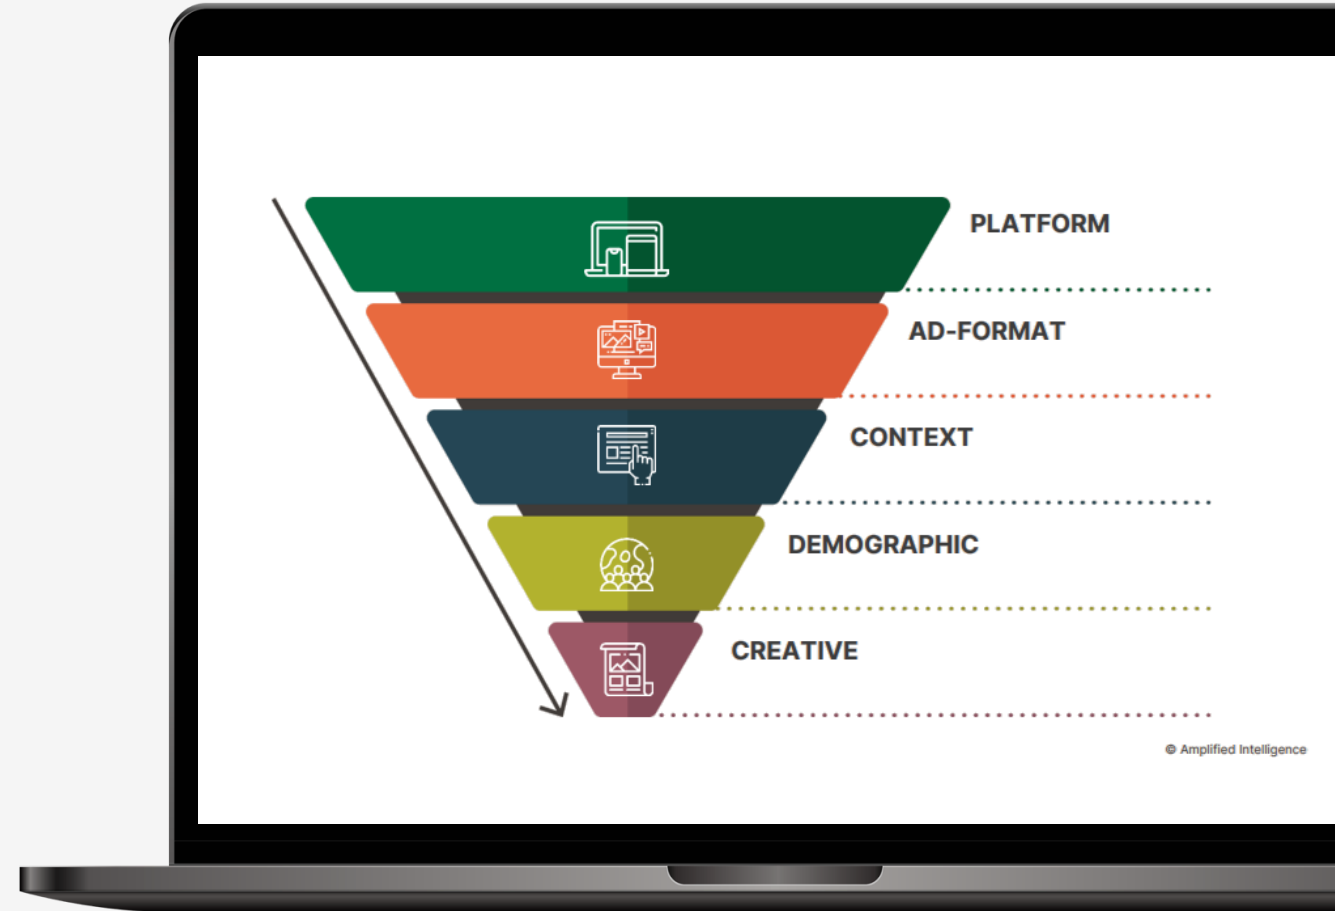 PLATFORM
AD-FORMAT
CONTEXT
DEMOGRAPHIC
CREATIVE
© Amplified Intelligence